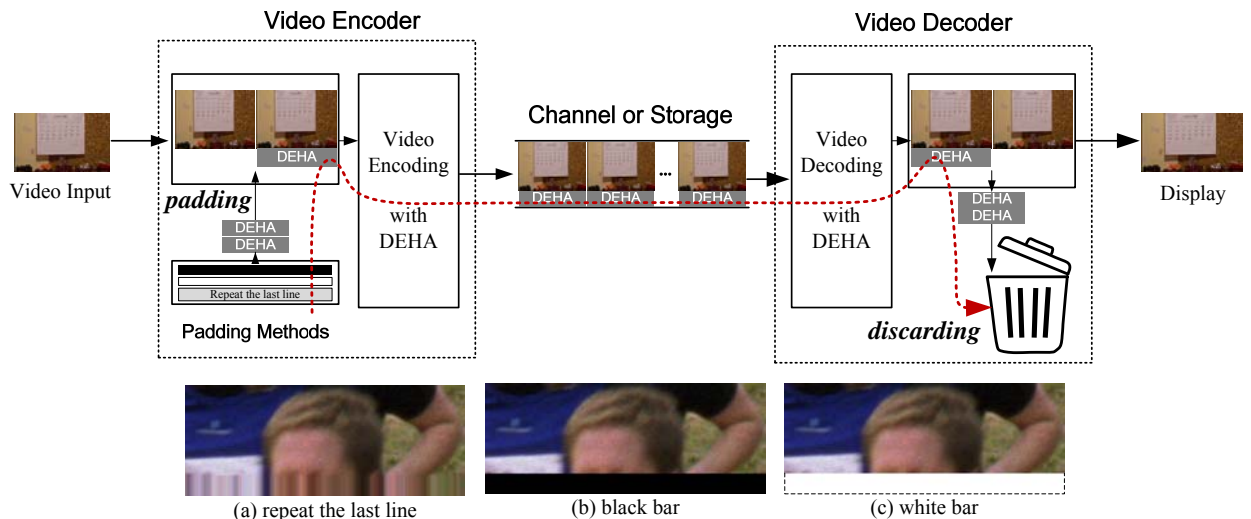 Video Encoder
Video Decoder
Video Input
DEHA
padding
DEHA
DEHA
Repeat the last line
Padding Methods
Video
Encoding
with
DEHA
Channel or Storage
DEHA
DEHA
...
DEHA
Video
Decoding
with
DEHA
DEHA
DEHA
DEHA
discarding
Display
(a) repeat the last line
(b) black bar
(c) white bar